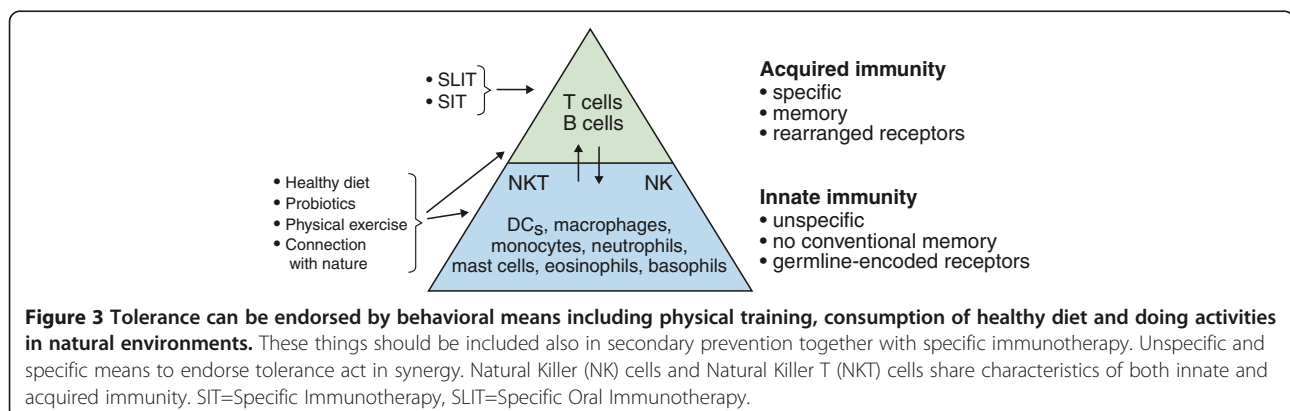 • SLIT
• SIT
T cells
B cells
Acquired immunity
• specific
• memory
• rearranged receptors
• Healthy diet
• Probiotics
• Physical exercise
• Connection
with nature
NKT NK
DCs, macrophages,
monocytes, neutrophils,
mast cells, eosinophils, basophils
Innate immunity
• unspecific
• no conventional memory
• germline-encoded receptors
Figure 3 Tolerance can be endorsed by behavioral means including physical training, consumption of healthy diet and doing activities
in natural environments. These things should be included also in secondary prevention together with specific immunotherapy. Unspecific and
specific means to endorse tolerance act in synergy. Natural Killer (NK) cells and Natural Killer T (NKT) cells share characteristics of both innate and
acquired immunity. SIT=Specific Immunotherapy, SLIT=Specific Oral Immunotherapy.